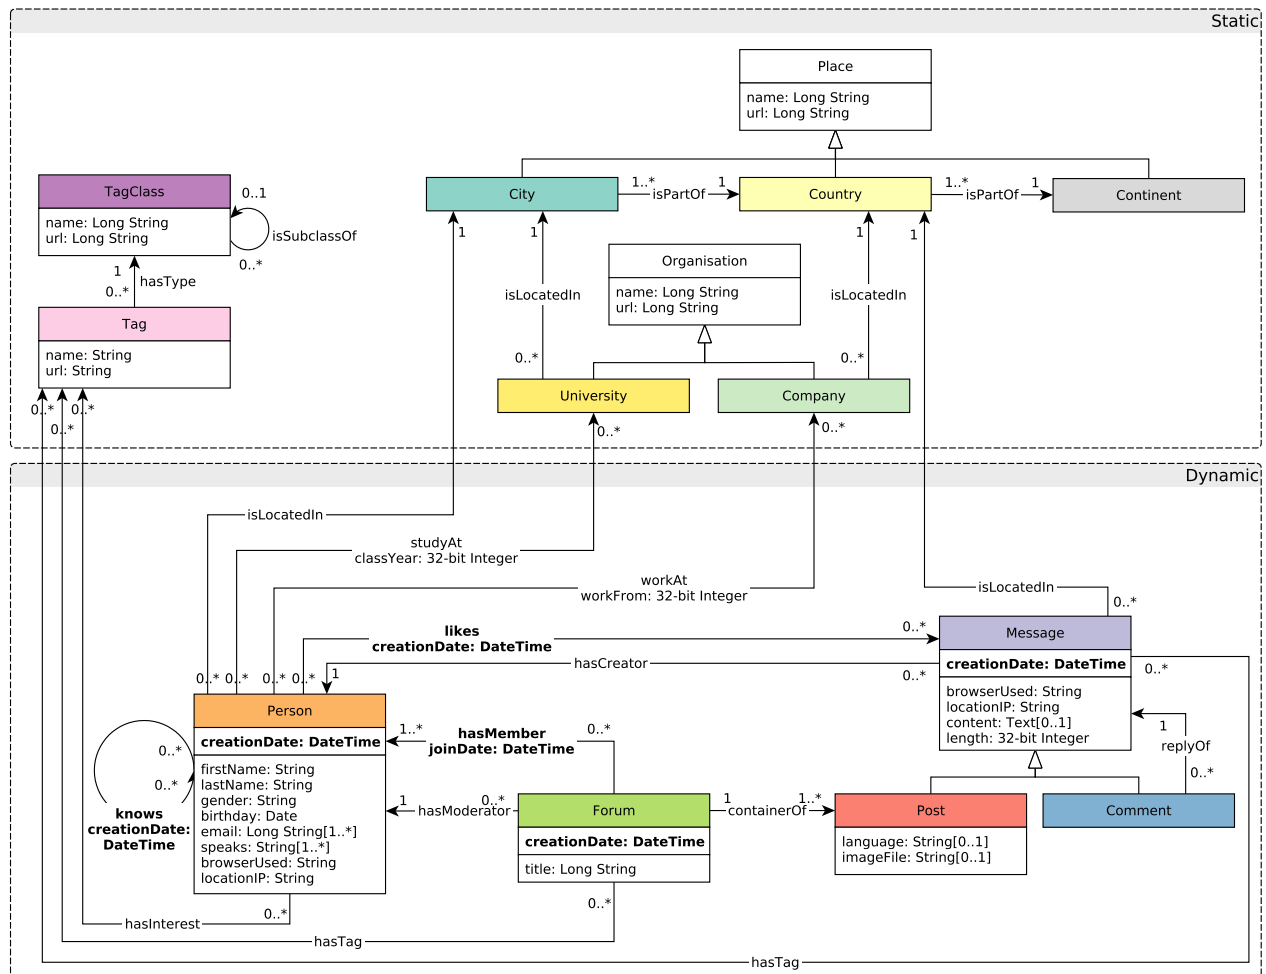 Static
Place
name: Long String
url: Long String
TagClass
name: Long String
url: Long String
0..1
isSubclassOf
0..*
1
hasType
0..*
Tag
name: String
url: String
0..*
0..*
0..*
City
1..*
isPartOf
1
Country
1..*
isPartOf
1
Continent
1
1
1
1
Organisation
name: Long String
url: Long String
isLocatedIn
isLocatedIn
0..*
0..*
University
Company
0..*
0..*
Dynamic
isLocatedIn
studyAt
classYear: 32-bit Integer
workAt
workFrom: 32-bit Integer
isLocatedIn
0..*
likes
creationDate: DateTime
0..*
hasCreator
0..*
0..*
0..*
0..*
0..*
1
Message
creationDate: DateTime
browserUsed: String
locationIP: String
content: Text[0..1]
length: 32-bit Integer
0..*
1
replyOf
0..*
Person
creationDate: DateTime
firstName: String
lastName: String
gender: String
birthday: Date
email: Long String[1..*]
speaks: String[1..*]
browserUsed: String
locationIP: String
0..*
0..*
knows
creationDate:
DateTime
1..*
hasMember
joinDate: DateTime
0..*
1
hasModerator
0..*
Forum
creationDate: DateTime
title: Long String
1
containerOf
1..*
Post
language: String[0..1]
imageFile: String[0..1]
Comment
0..*
0..*
hasInterest
hasTag
hasTag